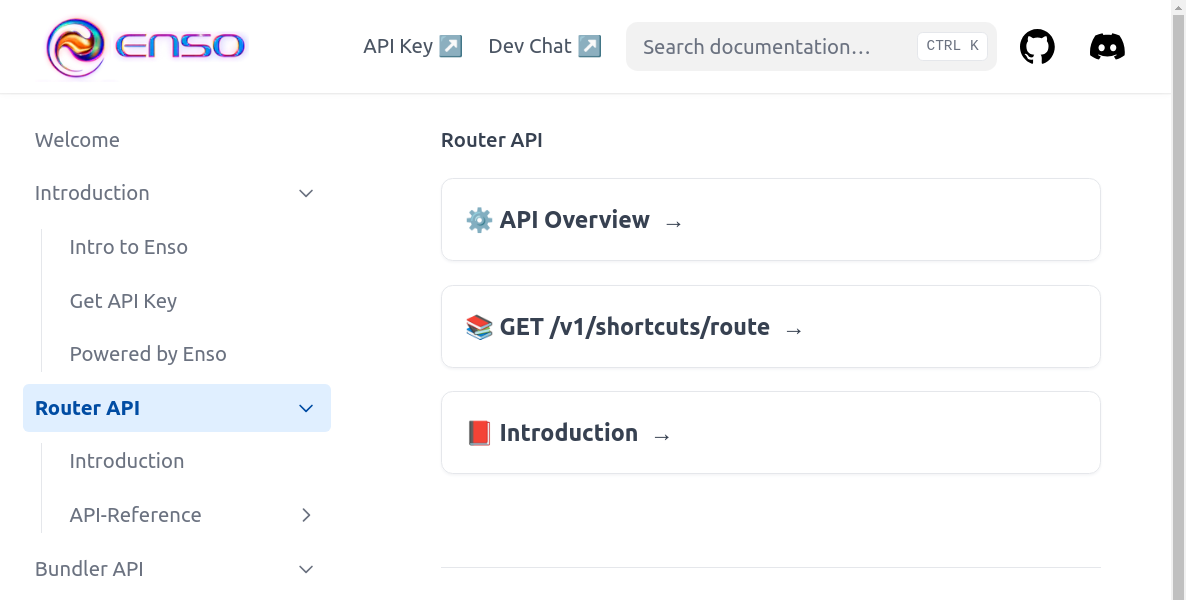 ENSO
API Key ↗️
Dev Chat ↗️
Search documentation…
CTRL K
Welcome
Introduction
Intro to Enso
Get API Key
Powered by Enso
Router API
Introduction
API-Reference
Bundler API
Router API
⚙️ API Overview →
📚 GET /v1/shortcuts/route →
📕 Introduction →